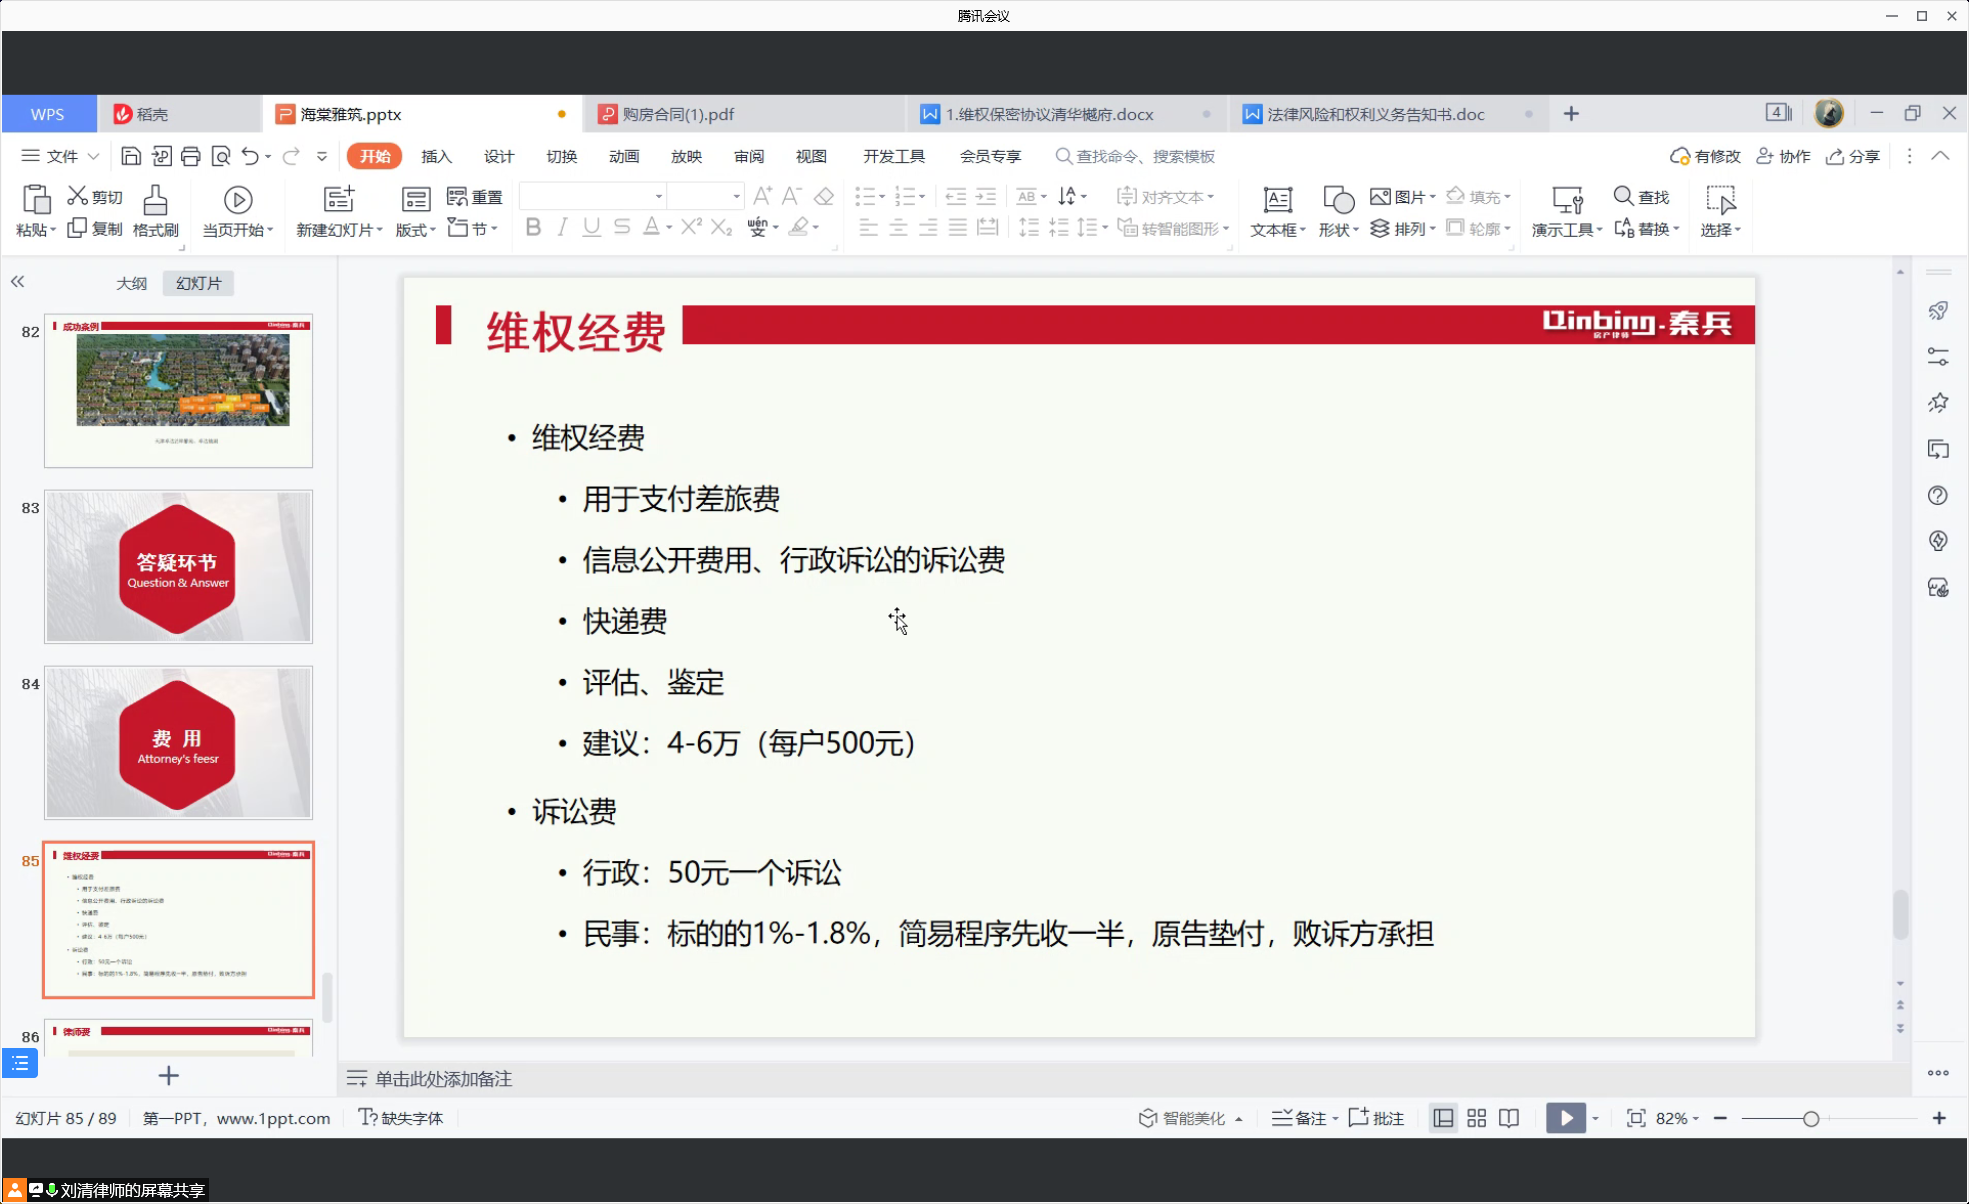 腾讯会议
WPS
稻壳
海棠雅筑.pptx
购房合同(1).pdf
1.维权保密协议清华樾府.docx
法律风险和权利义务告知书.doc
文件
开始
插入
设计
切换
动画
放映
审阅
视图
开发工具
会员专享
查找命令、搜索模板
有修改
协作
分享
粘贴
剪切
复制
格式刷
当页开始
新建幻灯片
版式
重置
节
对齐文本
转智能图形
文本框
形状
图片
排列
填充
轮廓
演示工具
查找
替换
选择
大纲
幻灯片
82
成功案例
83
答疑环节
Question & Answer
84
费 用
Attorney's feesr
85
维权经费
86
律师费
维权经费
Qinbing·秦兵
房产律师
• 维权经费
• 用于支付差旅费
• 信息公开费用、行政诉讼的诉讼费
• 快递费
• 评估、鉴定
• 建议：4-6万（每户500元）
• 诉讼费
• 行政：50元一个诉讼
• 民事：标的的1%-1.8%，简易程序先收一半，原告垫付，败诉方承担
单击此处添加备注
幻灯片 85 / 89
第一PPT，www.1ppt.com
缺失字体
智能美化
备注
批注
82%
刘清律师的屏幕共享